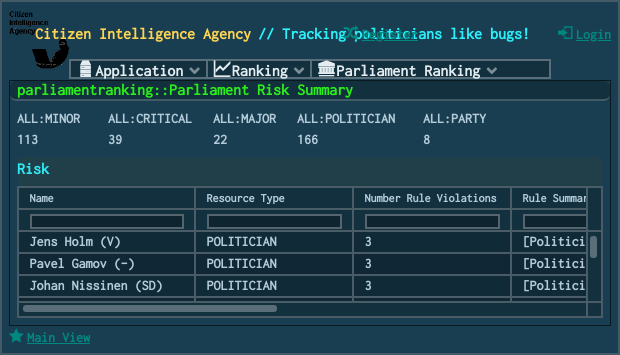 Citizen
Intelligence
Agency
Citizen Intelligence Agency // Tracking politicians like bugs!
Login
Application Ranking Parliament Ranking
parliamentranking::Parliament Risk Summary
ALL:MINOR ALL:CRITICAL ALL:MAJOR ALL:POLITICIAN ALL:PARTY
113 39 22 166 8
Risk
Name Resource Type Number Rule Violations Rule Summar
Jens Holm (V) POLITICIAN 3 [Politici
Pavel Gamov (-) POLITICIAN 3 [Politici
Johan Nissinen (SD) POLITICIAN 3 [Politici
Main View